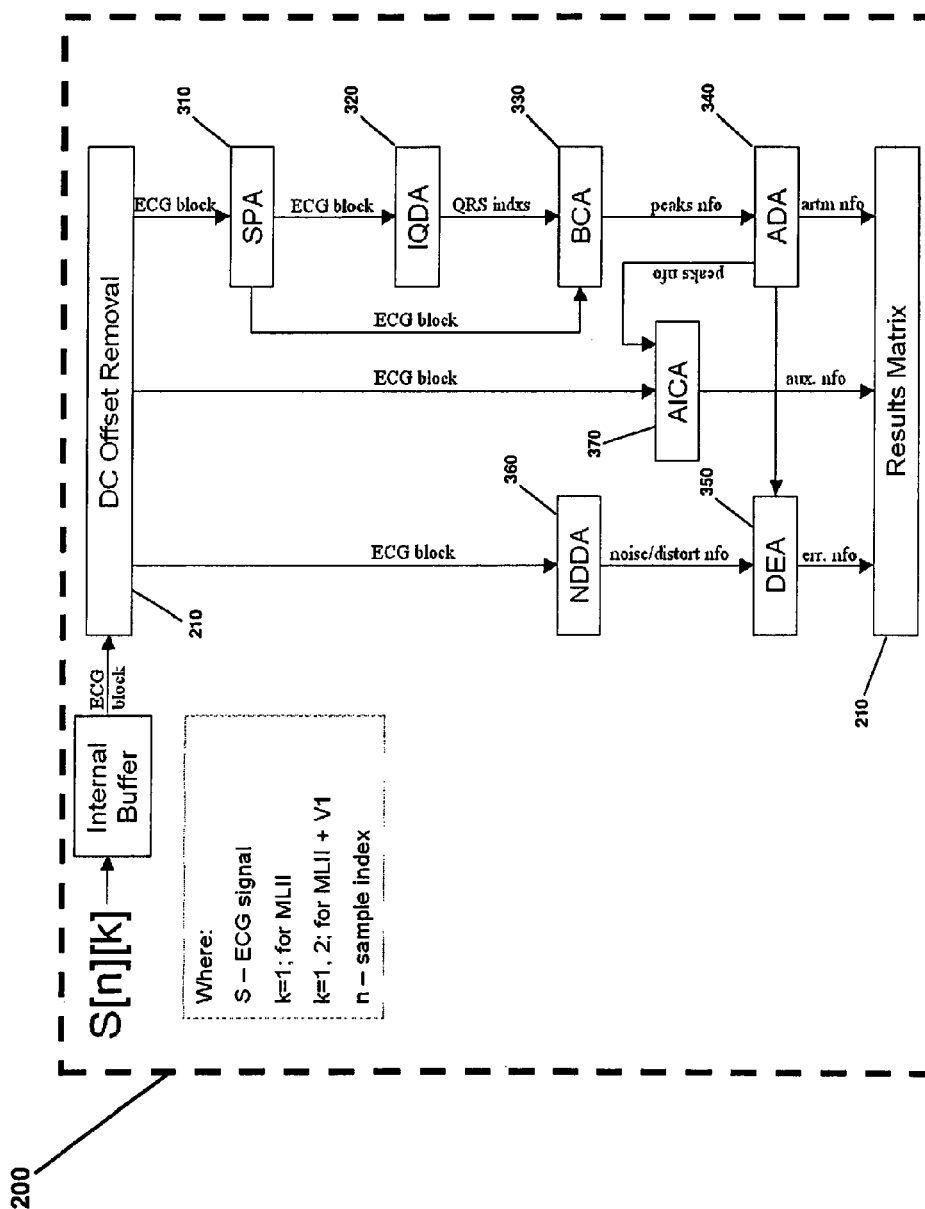 200
S[n][k]
Internal
Buffer
ECG
block
DC Offset Removal
210
Where:
S – ECG signal
k=1; for MLII
k=1, 2; for MLII + V1
n – sample index
ECG block
ECG block
ECG block
310
SPA
ECG block
ECG block
320
IQDA
QRS indxs
330
BCA
peaks nfo
360
NDDA
noise/distort nfo
370
AICA
peaks nfo
aux. nfo
340
ADA
artm nfo
350
DEA
err. nfo
Results Matrix
210